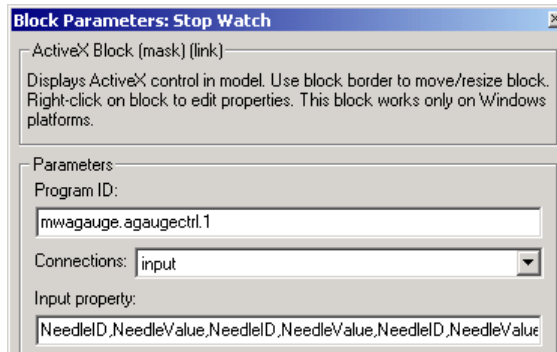 Block Parameters: Stop Watch
ActiveX Block (mask) (link)
Displays ActiveX control in model. Use block border to move/resize block.
Right-click on block to edit properties. This block works only on Windows
platforms.
Parameters
Program ID:
mwagauge.agaugectrl.1
Connections: input
Input property:
NeedleID,NeedleValue,NeedleID,NeedleValue,NeedleID,NeedleValue